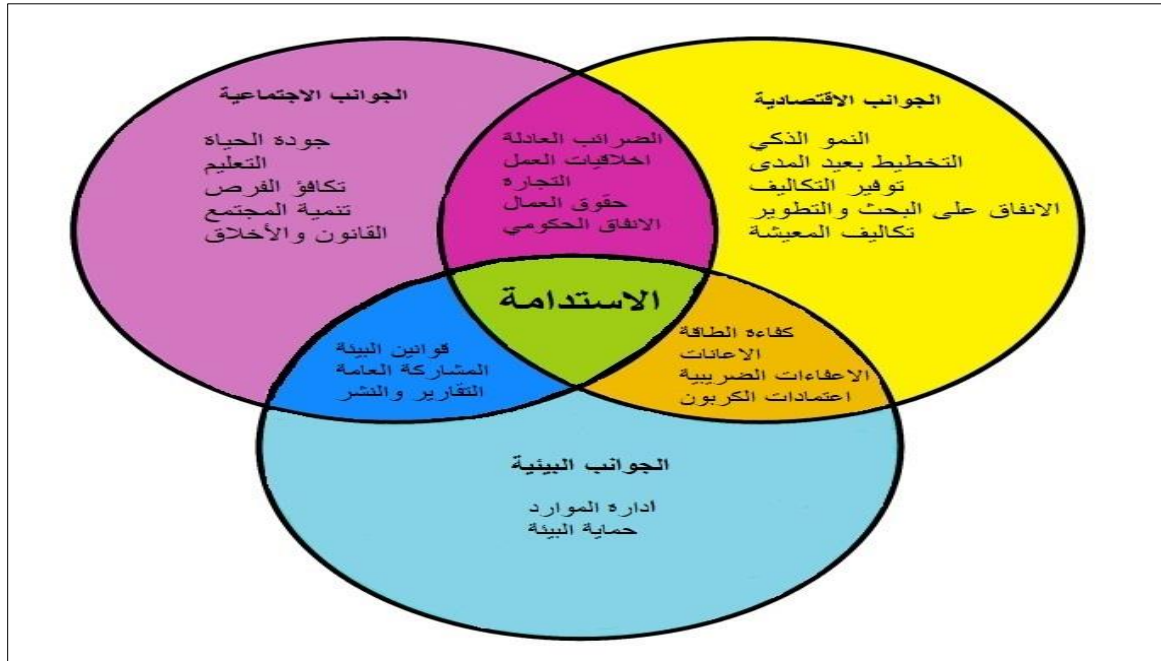 الجوانب الاقتصادية
النمو الذكي
التخطيط بعيد المدى
توفير التكاليف
الانفاق على البحث والتطوير
تكاليف المعيشة
الضرائب العادلة
اخلاقيات العمل
التجارة
حقوق العمال
الانفاق الحكومي
الجوانب الاجتماعية
جودة الحياة
التعليم
تكافؤ الفرص
تنمية المجتمع
القانون والأخلاق
الاستدامة
كفاءة الطاقة
الاعانات
الاعفاءات الضريبية
اعتمادات الكربون
قوانين البيئة
المشاركة العامة
التقارير والنشر
الجوانب البيئية
ادارة الموارد
حماية البيئة